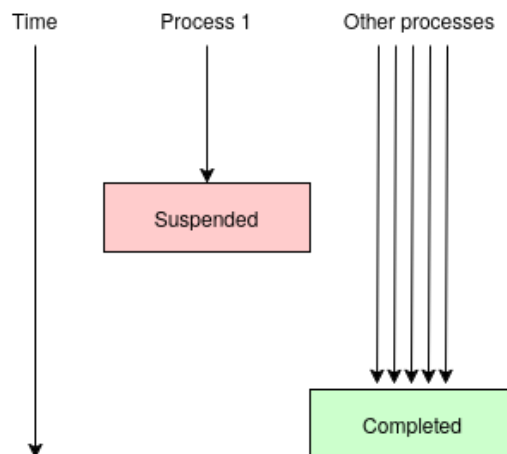 Time
Process 1
Other processes
Suspended
Completed